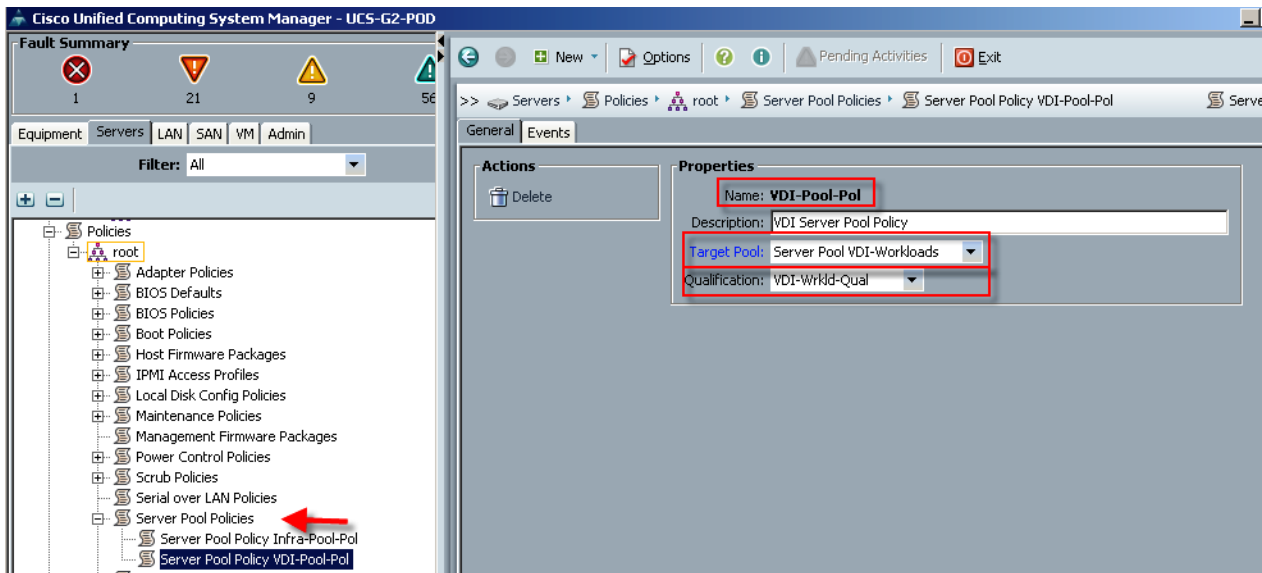 Cisco Unified Computing System Manager - UCS-G2-POD
Fault Summary
1 21 9 56
Equipment Servers LAN SAN VM Admin
Filter: All
Policies
root
Adapter Policies
BIOS Defaults
BIOS Policies
Boot Policies
Host Firmware Packages
IPMI Access Profiles
Local Disk Config Policies
Maintenance Policies
Management Firmware Packages
Power Control Policies
Scrub Policies
Serial over LAN Policies
Server Pool Policies
Server Pool Policy Infra-Pool-Pol
Server Pool Policy VDI-Pool-Pol
New Options Pending Activities Exit
>> Servers Policies root Server Pool Policies Server Pool Policy VDI-Pool-Pol Serve
General Events
Actions
Delete
Properties
Name: VDI-Pool-Pol
Description: VDI Server Pool Policy
Target Pool: Server Pool VDI-Workloads
Qualification: VDI-Wrkld-Qual